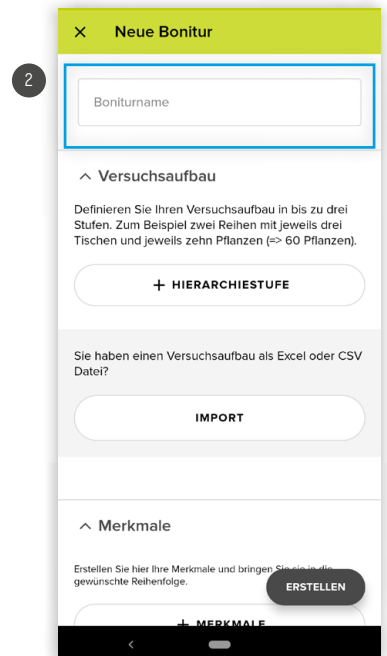 × Neue Bonitur
2
Boniturname
Versuchsaufbau
Definieren Sie Ihren Versuchsaufbau in bis zu drei
Stufen. Zum Beispiel zwei Reihen mit jeweils drei
Tischen und jeweils zehn Pflanzen (=> 60 Pflanzen).
+ HIERARCHIESTUFE
Sie haben einen Versuchsaufbau als Excel oder CSV
Datei?
IMPORT
Merkmale
Erstellen Sie hier Ihre Merkmale und bringen Sie sie in die
gewünschte Reihenfolge.
ERSTELLEN
+ MERKMALE